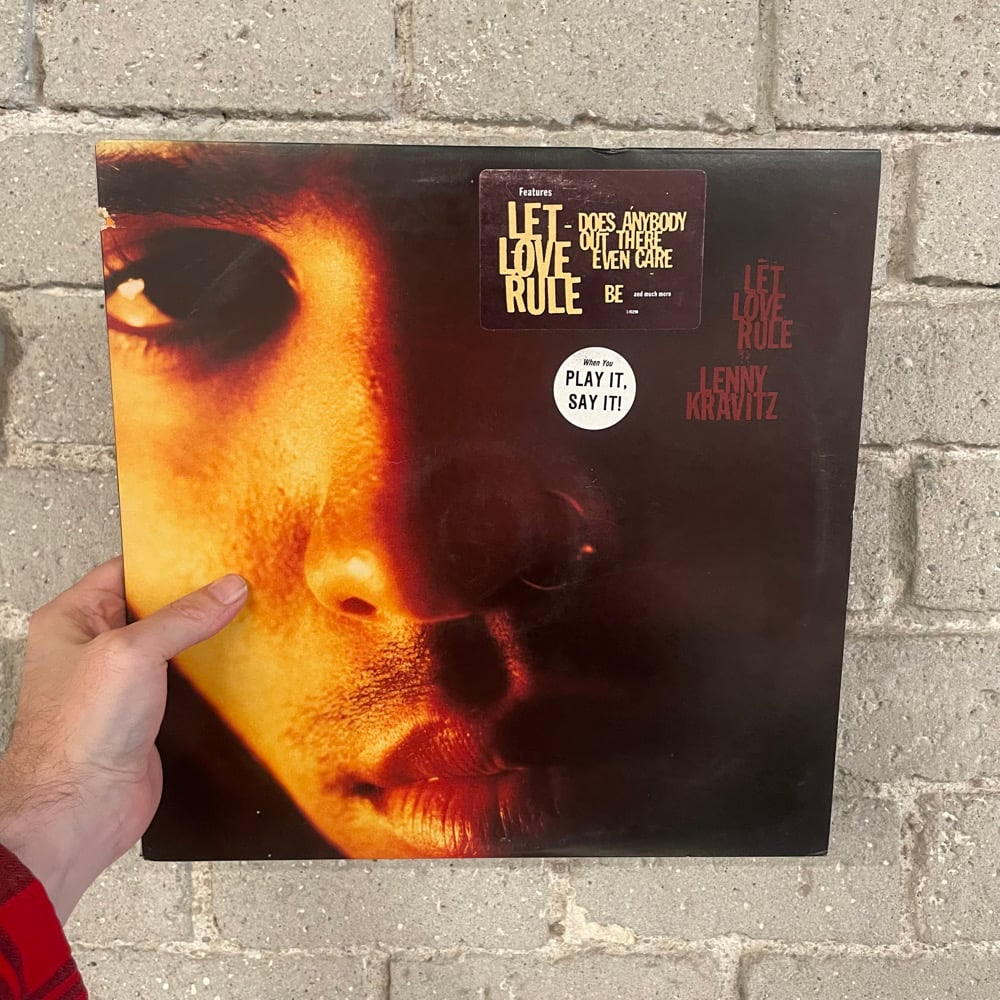 Features
LET
LOVE
RULE
DOES ANYBODY
OUT THERE
EVEN CARE
BE
and much more
When You
PLAY IT,
SAY IT!
LET
LOVE
RULE
LENNY
KRAVITZ